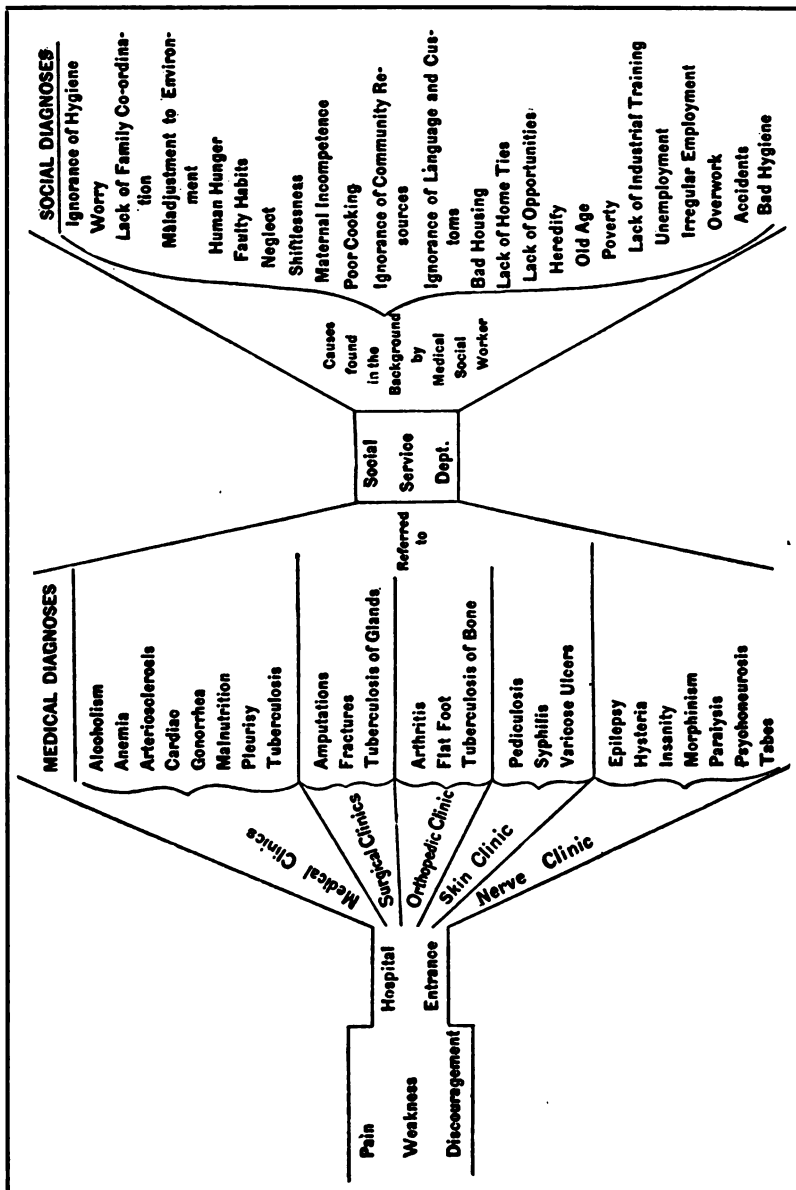 Pain
Weakness
Discouragement
Hospital
Entrance
Medical Clinics
Surgical Clinics
Orthopedic Clinic
Skin Clinic
Nerve Clinic
MEDICAL DIAGNOSES
Alcoholism
Anemia
Arteriosclerosis
Cardiac
Gonorrhea
Malnutrition
Pleurisy
Tuberculosis
Amputations
Fractures
Tuberculosis of Glands
Arthritis
Flat Foot
Tuberculosis of Bone
Pediculosis
Syphilis
Varicose Ulcers
Epilepsy
Hysteria
Insanity
Morphinism
Paralysis
Psychoneurosis
Tabes
Referred
to
Social
Service
Dept.
Causes
found
in the
Background
by
Medical
Social
Worker
SOCIAL DIAGNOSES
Ignorance of Hygiene
Worry
Lack of Family Co-ordina-
tion
Maladjustment to Environ-
ment
Human Hunger
Faulty Habits
Neglect
Shiftlessness
Maternal Incompetence
Poor Cooking
Ignorance of Community Re-
sources
Ignorance of Language and Cus-
toms
Bad Housing
Lack of Home Ties
Lack of Opportunities
Heredity
Old Age
Poverty
Lack of Industrial Training
Unemployment
Irregular Employment
Overwork
Accidents
Bad Hygiene